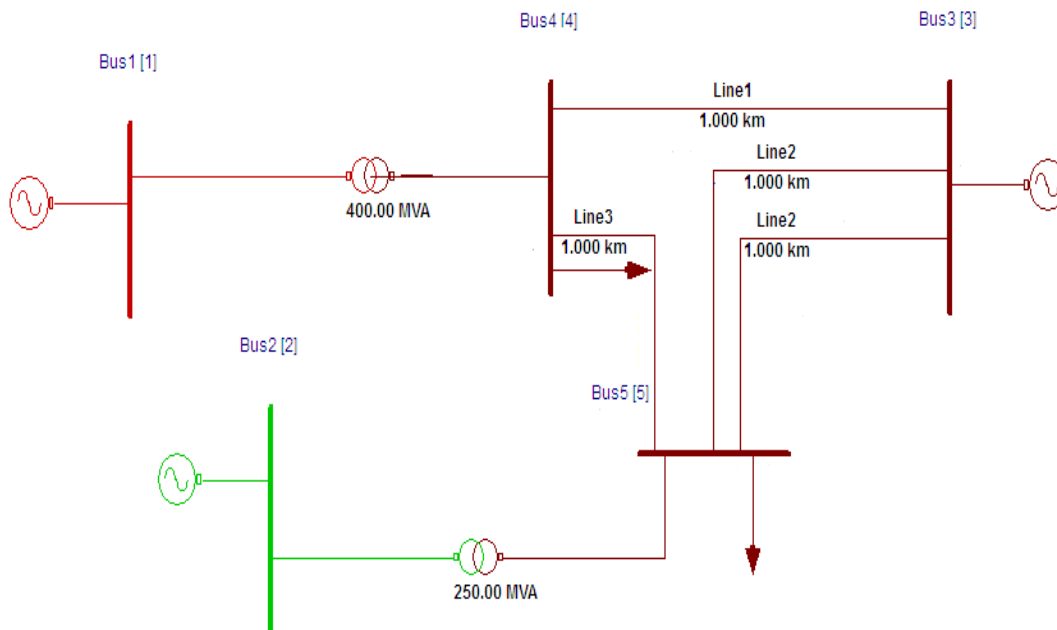 Bus4 [4]
Bus3 [3]
Bus1 [1]
Line1
1.000 km
Line2
1.000 km
400.00 MVA
Line3
1.000 km
Line2
1.000 km
Bus2 [2]
Bus5 [5]
250.00 MVA